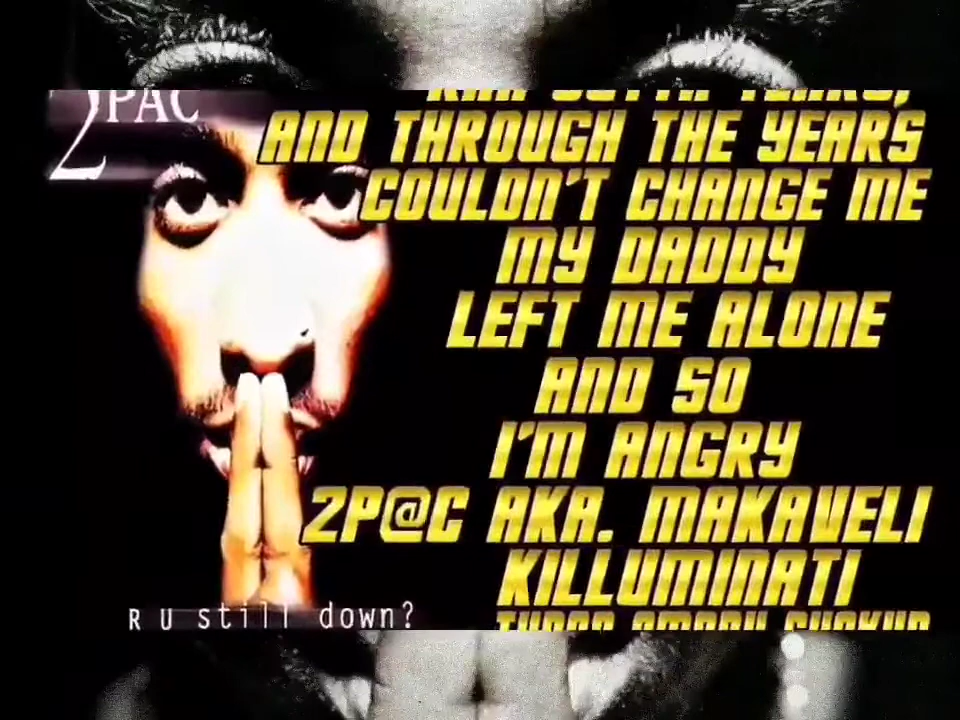 2PAC
AND THROUGH THE YEARS
COULDN'T CHANGE ME
MY DADDY
LEFT ME ALONE
AND SO
I'M ANGRY
2P@C AKA. MAKAVELI
KILLUMINATI
R U still down?